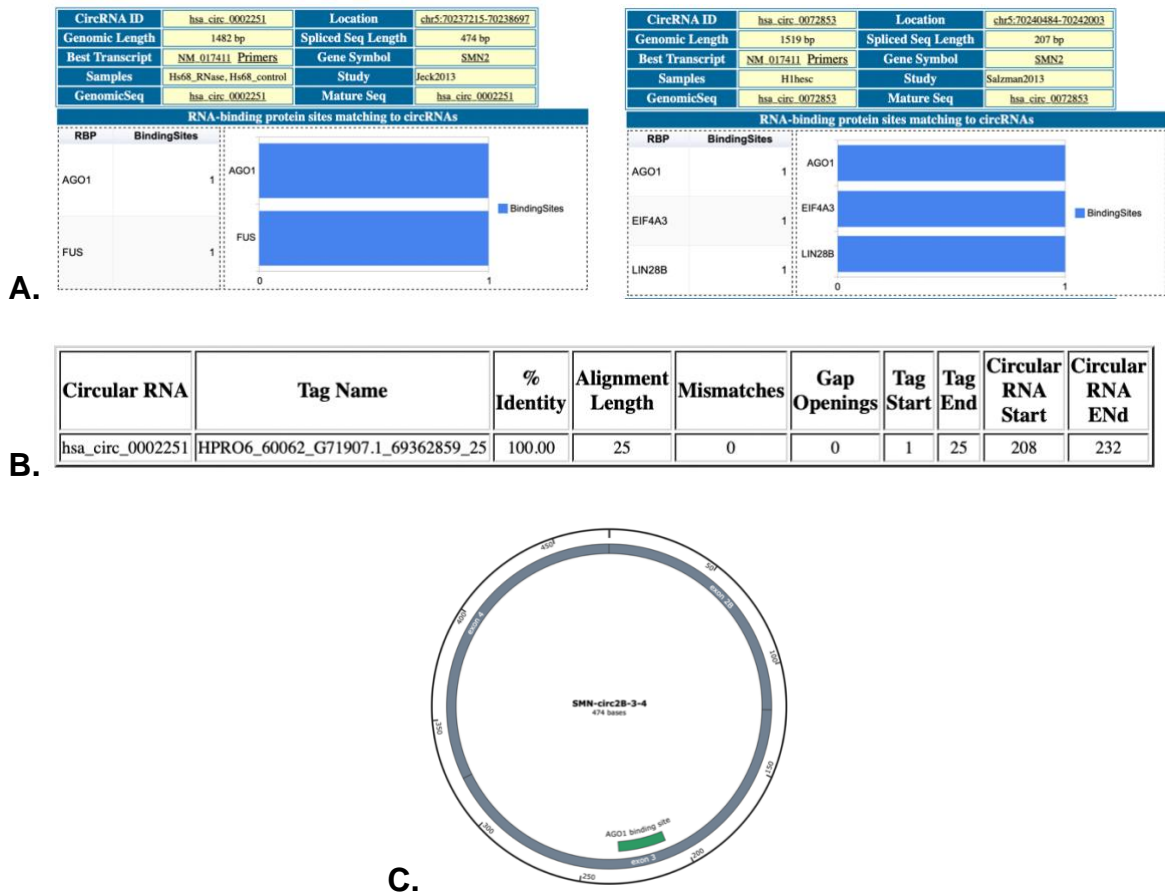 CircRNA ID hsa_circ_0002251 Location chr5:70237215-70238697
Genomic Length 1482 bp Spliced Seq Length 474 bp
Best Transcript NM_017411 Primers Gene Symbol SMN2
Samples Hs68_RNase, Hs68_control Study Jeck2013
GenomicSeq hsa_circ_0002251 Mature Seq hsa_circ_0002251
RNA-binding protein sites matching to circRNAs
RBP BindingSites
AGO1 1
FUS 1
AGO1
FUS
0 1
BindingSites
CircRNA ID hsa_circ_0072853 Location chr5:70240484-70242003
Genomic Length 1519 bp Spliced Seq Length 207 bp
Best Transcript NM_017411 Primers Gene Symbol SMN2
Samples H1hesc Study Salzman2013
GenomicSeq hsa_circ_0072853 Mature Seq hsa_circ_0072853
RNA-binding protein sites matching to circRNAs
RBP BindingSites
AGO1 1
EIF4A3 1
LIN28B 1
AGO1
EIF4A3
LIN28B
0 1
BindingSites
A.
Circular RNA Tag Name % Identity Alignment Length Mismatches Gap Openings Tag Start Tag End Circular RNA Start Circular RNA ENd
hsa_circ_0002251 HPRO6_60062_G71907.1_69362859_25 100.00 25 0 0 1 25 208 232
B.
50
100
150
200
250
300
350
400
450
exon 2B
exon 3
exon 4
AGO1 binding site
SMN-circ2B-3-4
474 bases
C.